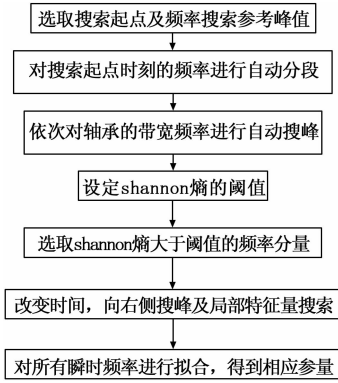 选取搜索起点及频率搜索参考峰值
对搜索起点时刻的频率进行自动分段
依次对轴承的带宽频率进行自动搜峰
设定shannon熵的阈值
选取shannon熵大于阈值的频率分量
改变时间，向右侧搜峰及局部特征量搜索
对所有瞬时频率进行拟合，得到相应参量